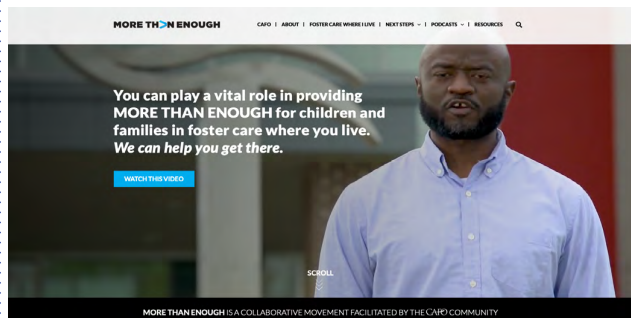 MORE TH>N ENOUGH
CAFO | ABOUT | FOSTER CARE WHERE I LIVE | NEXT STEPS | PODCASTS | RESOURCES
You can play a vital role in providing
MORE THAN ENOUGH for children and
families in foster care where you live.
We can help you get there.
WATCH THIS VIDEO
SCROLL
MORE THAN ENOUGH IS A COLLABORATIVE MOVEMENT FACILITATED BY THE CAFO COMMUNITY